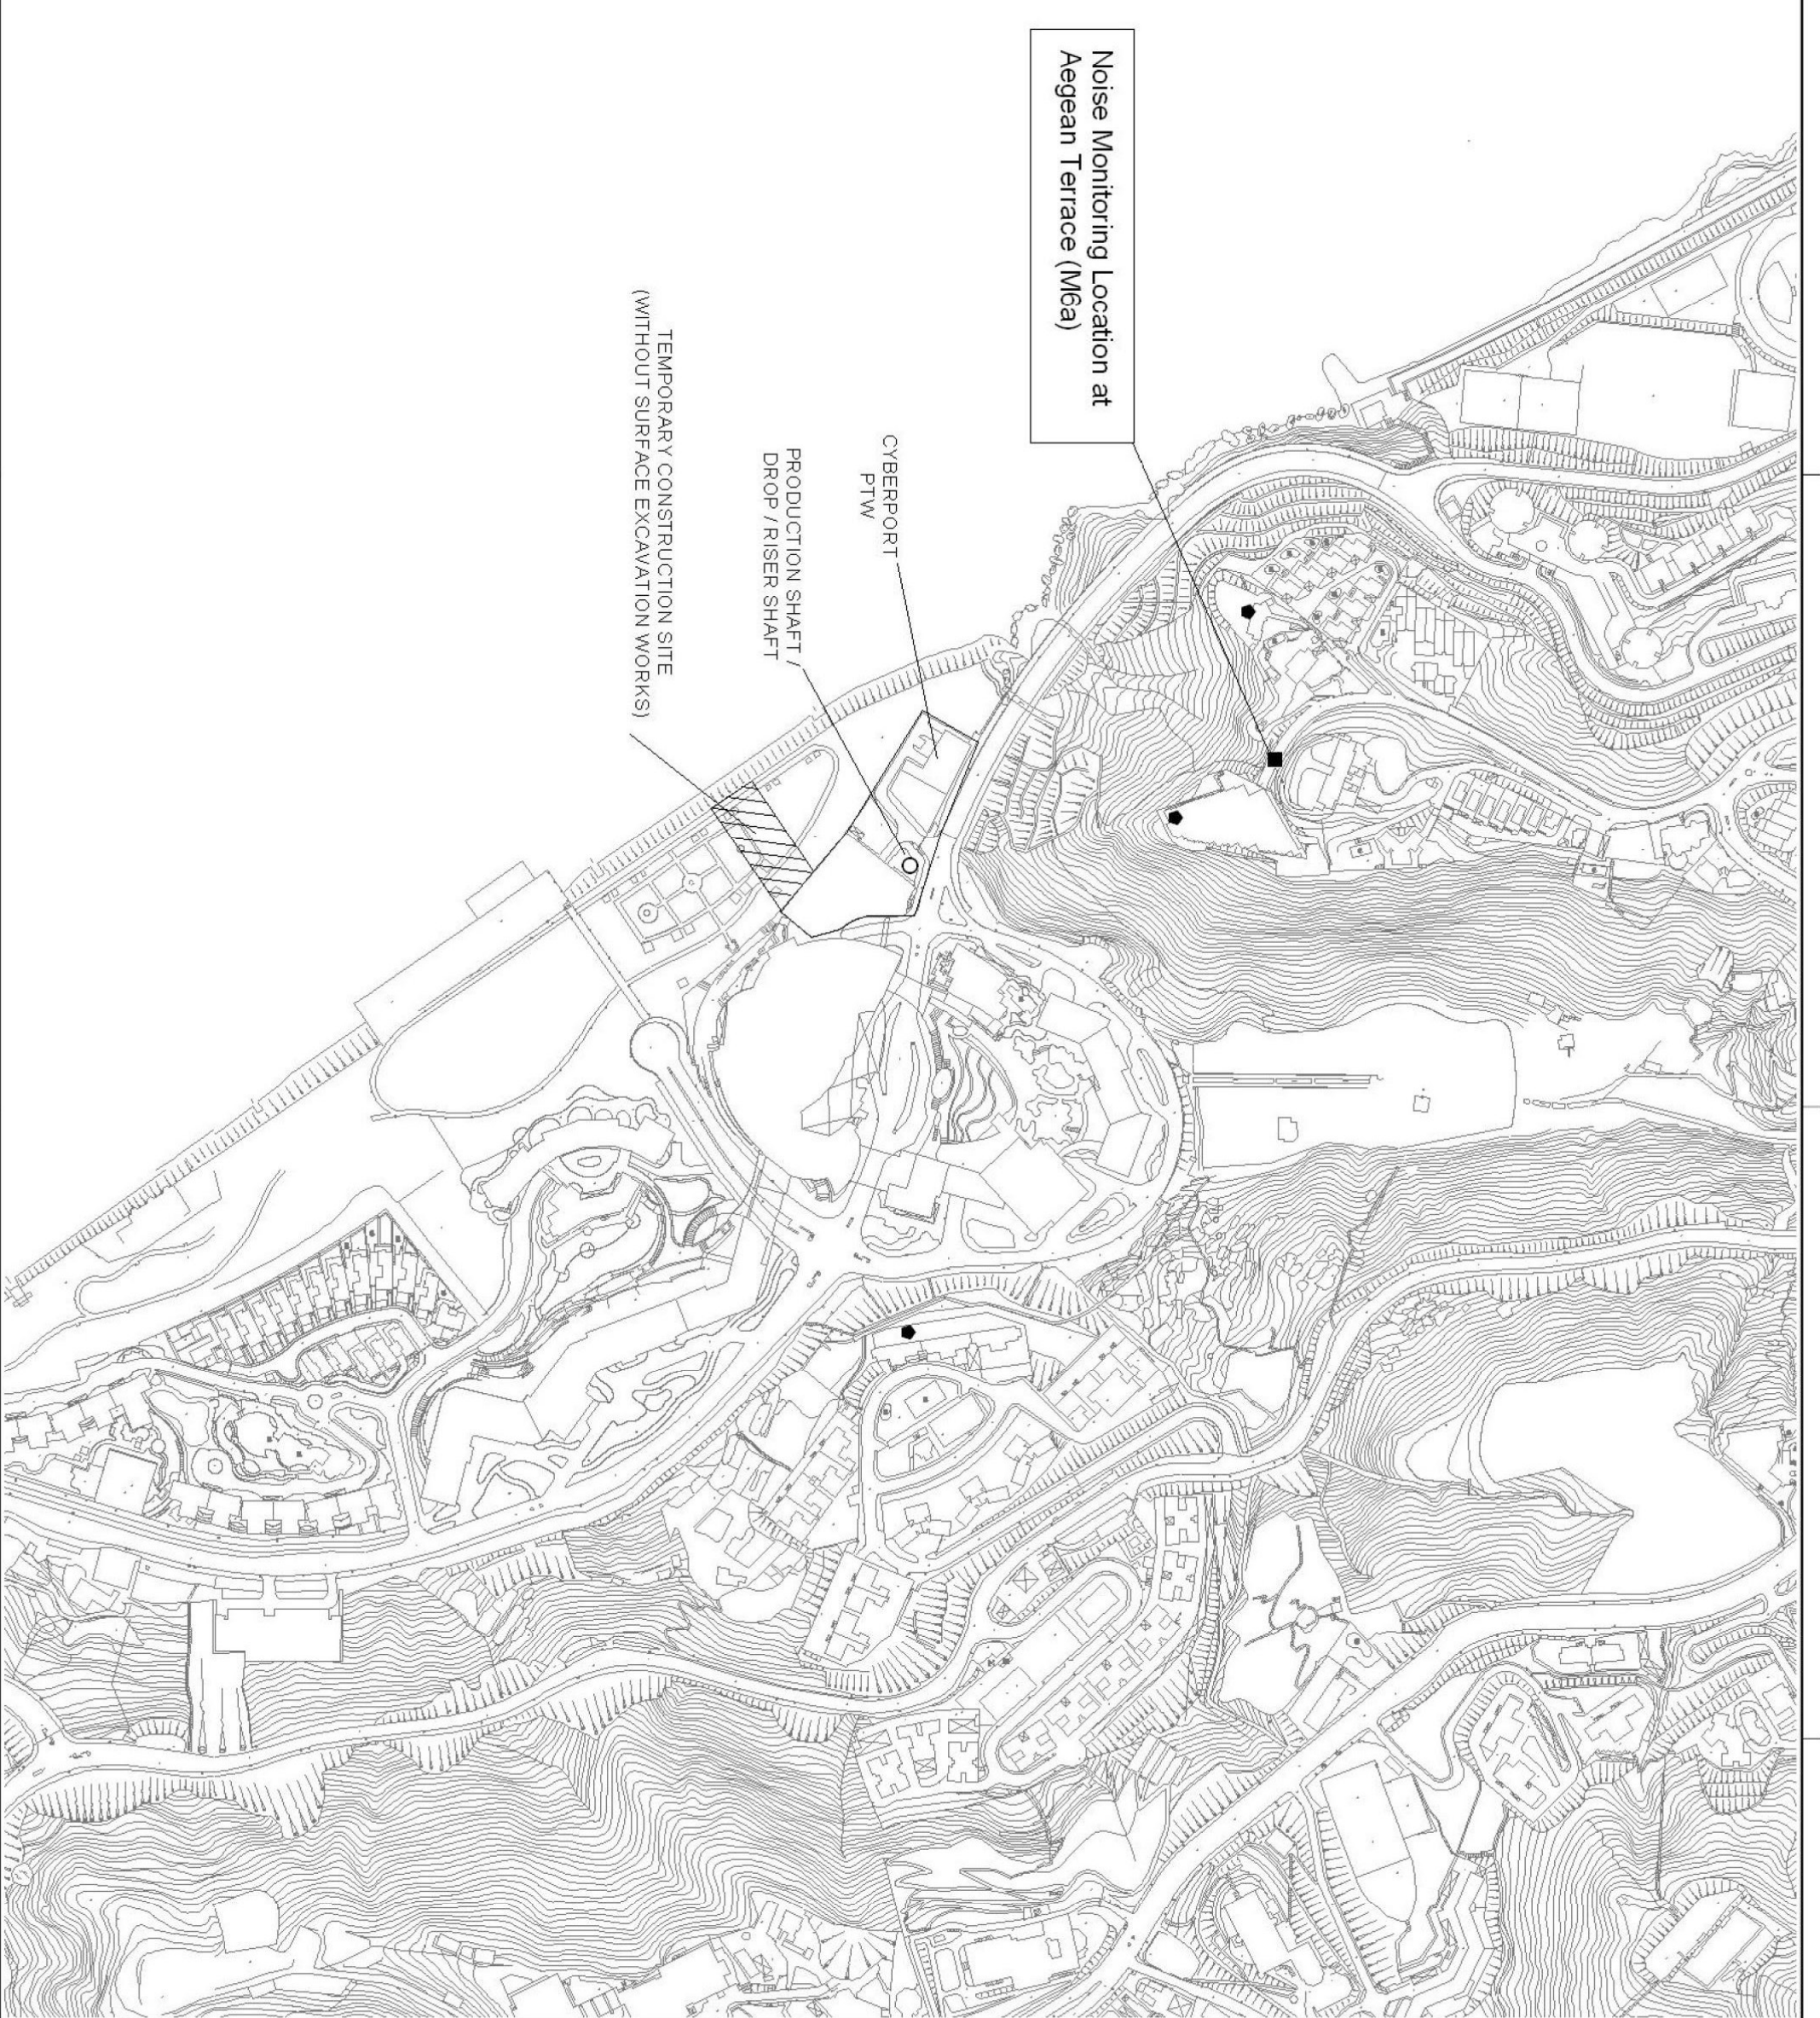 Noise Monitoring Location at
Aegean Terrace (M6a)
CYBERPORT
PTW
PRODUCTION SHAFT /
DROP / RISER SHAFT
TEMPORARY CONSTRUCTION SITE
(WITHOUT SURFACE EXCAVATION WORKS)